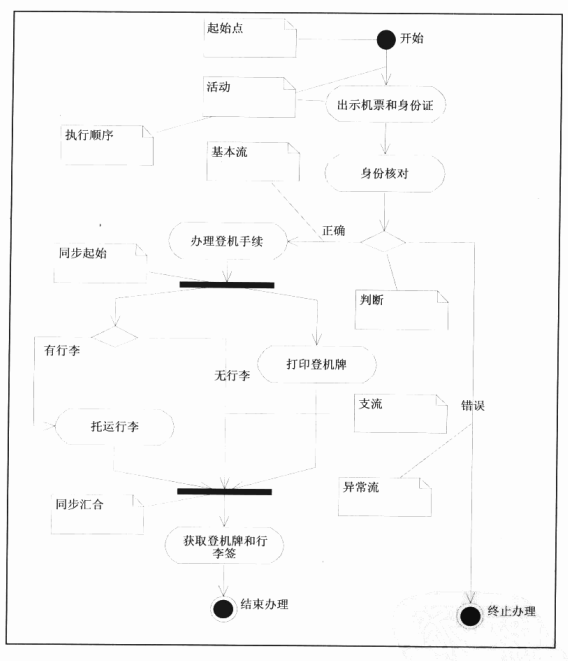 起始点
开始
活动
出示机票和身份证
执行顺序
基本流
身份核对
正确
办理登机手续
同步起始
判断
有行李
无行李
打印登机牌
支流
错误
托运行李
异常流
同步汇合
获取登机牌和行
李签
结束办理
终止办理